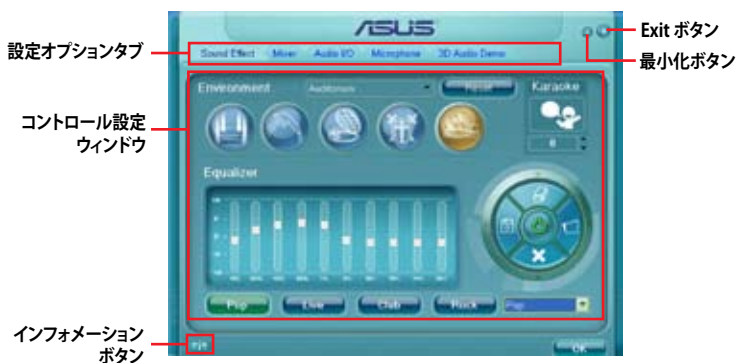 ASUS
Exit ボタン
最小化ボタン
設定オプションタブ
Sound Effect Mixer Audio I/O Microphone 3D Audio Demo
コントロール設定
ウィンドウ
Environment Auditorium Reset Karaoke
0
Equalizer
Pop Live Club Rock Pop
インフォメーション
ボタン
OK